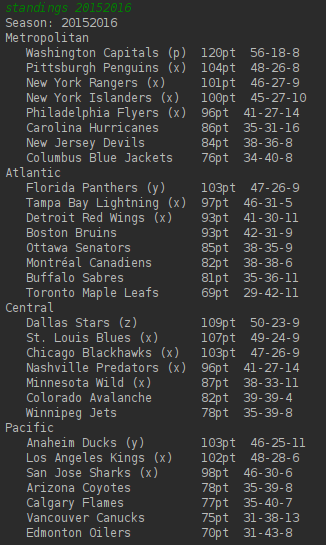 standings 20152016
Season: 20152016
Metropolitan
Washington Capitals (p) 120pt 56-18-8
Pittsburgh Penguins (x) 104pt 48-26-8
New York Rangers (x) 101pt 46-27-9
New York Islanders (x) 100pt 45-27-10
Philadelphia Flyers (x) 96pt 41-27-14
Carolina Hurricanes 86pt 35-31-16
New Jersey Devils 84pt 38-36-8
Columbus Blue Jackets 76pt 34-40-8
Atlantic
Florida Panthers (y) 103pt 47-26-9
Tampa Bay Lightning (x) 97pt 46-31-5
Detroit Red Wings (x) 93pt 41-30-11
Boston Bruins 93pt 42-31-9
Ottawa Senators 85pt 38-35-9
Montréal Canadiens 82pt 38-38-6
Buffalo Sabres 81pt 35-36-11
Toronto Maple Leafs 69pt 29-42-11
Central
Dallas Stars (z) 109pt 50-23-9
St. Louis Blues (x) 107pt 49-24-9
Chicago Blackhawks (x) 103pt 47-26-9
Nashville Predators (x) 96pt 41-27-14
Minnesota Wild (x) 87pt 38-33-11
Colorado Avalanche 82pt 39-39-4
Winnipeg Jets 78pt 35-39-8
Pacific
Anaheim Ducks (y) 103pt 46-25-11
Los Angeles Kings (x) 102pt 48-28-6
San Jose Sharks (x) 98pt 46-30-6
Arizona Coyotes 78pt 35-39-8
Calgary Flames 77pt 35-40-7
Vancouver Canucks 75pt 31-38-13
Edmonton Oilers 70pt 31-43-8